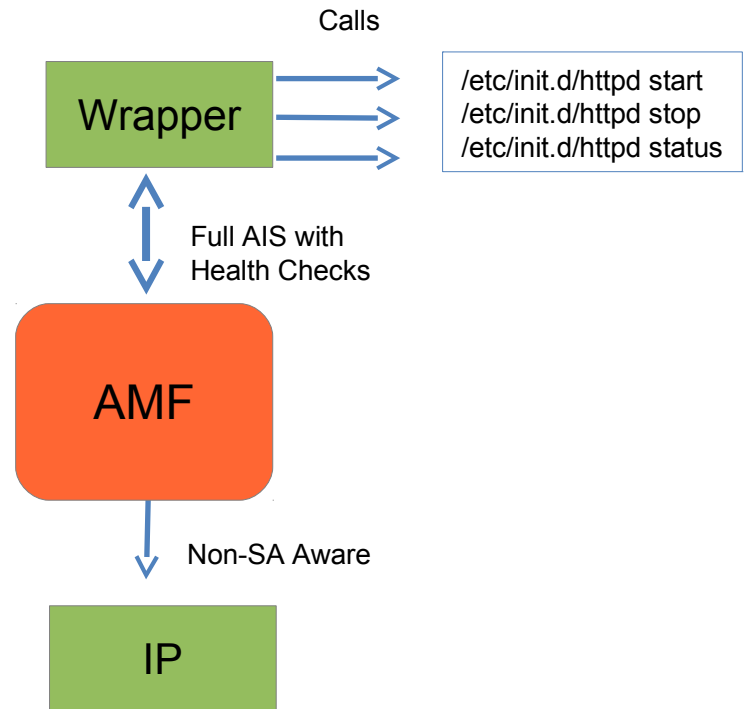 Calls
Wrapper
/etc/init.d/httpd start
/etc/init.d/httpd stop
/etc/init.d/httpd status
Full AIS with
Health Checks
AMF
Non-SA Aware
IP